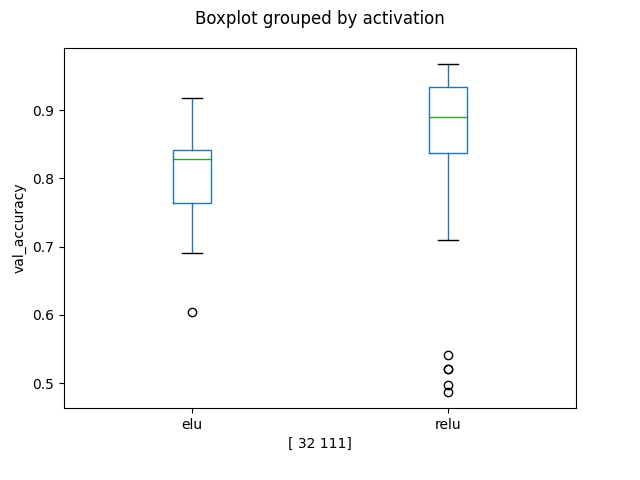 Boxplot grouped by activation
val_accuracy
0.9
0.8
0.7
0.6
0.5
elu relu
[ 32 111]